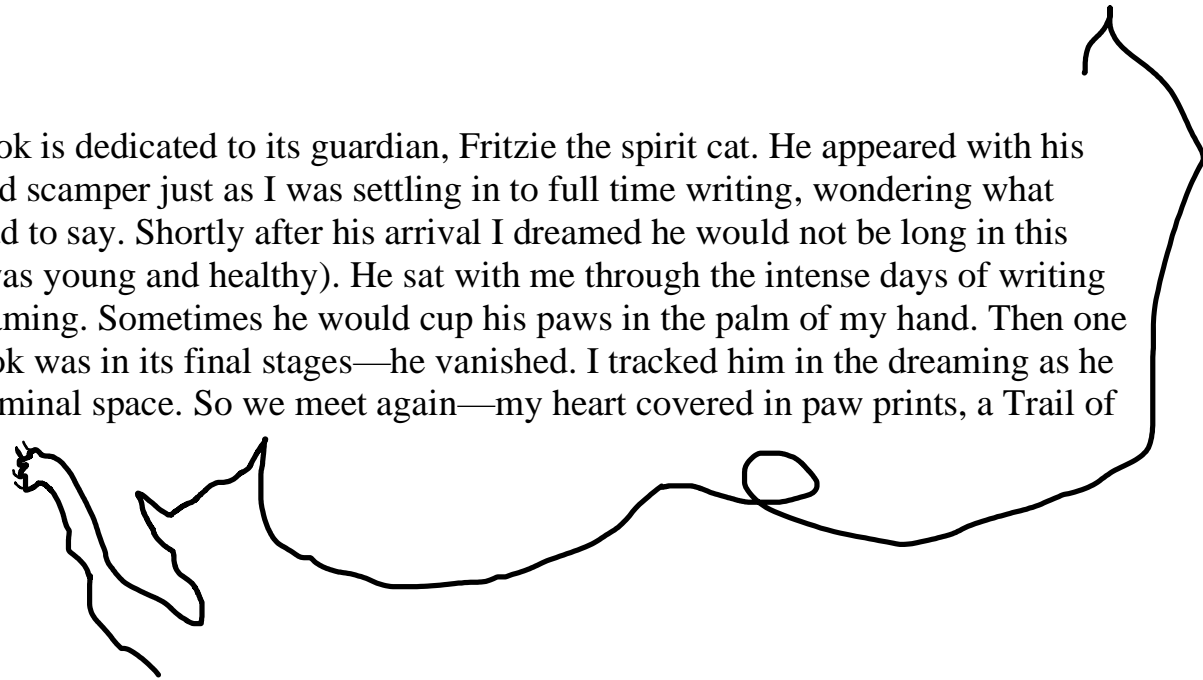 ok is dedicated to its guardian, Fritzie the spirit cat. He appeared with his
d scamper just as I was settling in to full time writing, wondering what
d to say. Shortly after his arrival I dreamed he would not be long in this
as young and healthy). He sat with me through the intense days of writing
ming. Sometimes he would cup his paws in the palm of my hand. Then one
ok was in its final stages—he vanished. I tracked him in the dreaming as he
minal space. So we meet again—my heart covered in paw prints, a Trail of